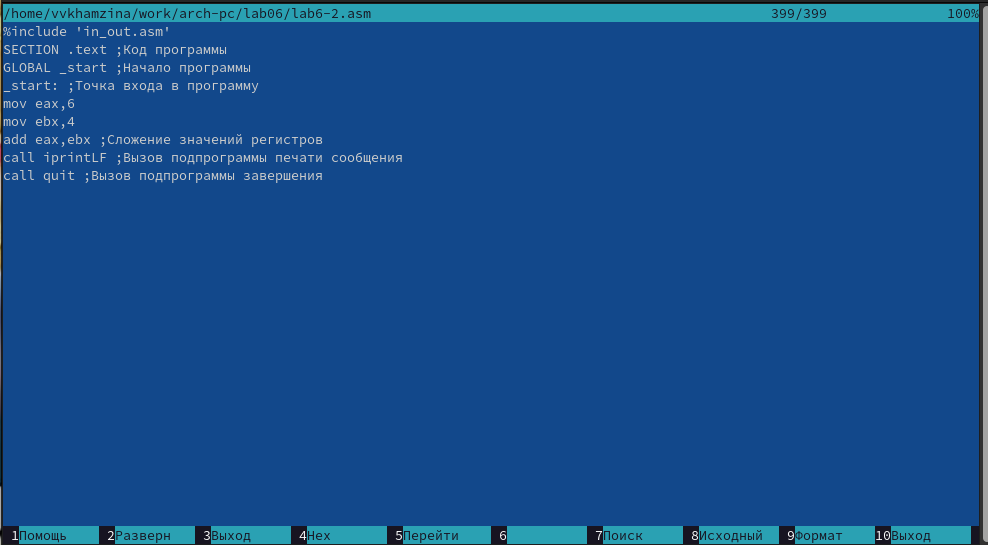 /home/vvkhamzina/work/arch-pc/lab06/lab6-2.asm 399/399 100%
%include 'in_out.asm'
SECTION .text ;Код программы
GLOBAL _start ;Начало программы
_start: ;Точка входа в программу
mov eax,6
mov ebx,4
add eax,ebx ;Сложение значений регистров
call iprintLF ;Вызов подпрограммы печати сообщения
call quit ;Вызов подпрограммы завершения
1Помощь 2Разверн 3Выход 4Hex 5Перейти 6 7Поиск 8Исходный 9Формат 10Выход